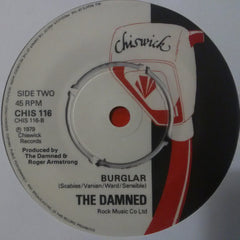 chiswick
SIDE TWO
45 RPM
CHIS 116
CHIS 116-B
℗ 1979
Chiswick
Records
Produced by
The Damned &
Roger Armstrong
BURGLAR
(Scabies/Vanian/Ward/Sensible)
THE DAMNED
Rock Music Co Ltd